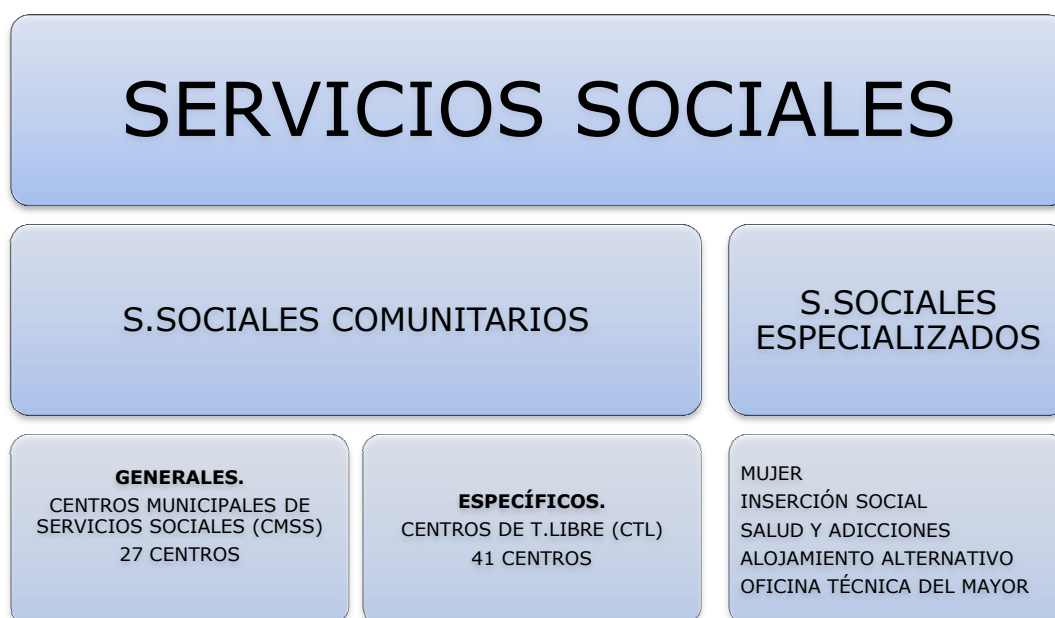 SERVICIOS SOCIALES
S.SOCIALES COMUNITARIOS
S.SOCIALES
ESPECIALIZADOS
GENERALES.
CENTROS MUNICIPALES DE
SERVICIOS SOCIALES (CMSS)
27 CENTROS
ESPECÍFICOS.
CENTROS DE T.LIBRE (CTL)
41 CENTROS
MUJER
INSERCIÓN SOCIAL
SALUD Y ADICCIONES
ALOJAMIENTO ALTERNATIVO
OFICINA TÉCNICA DEL MAYOR